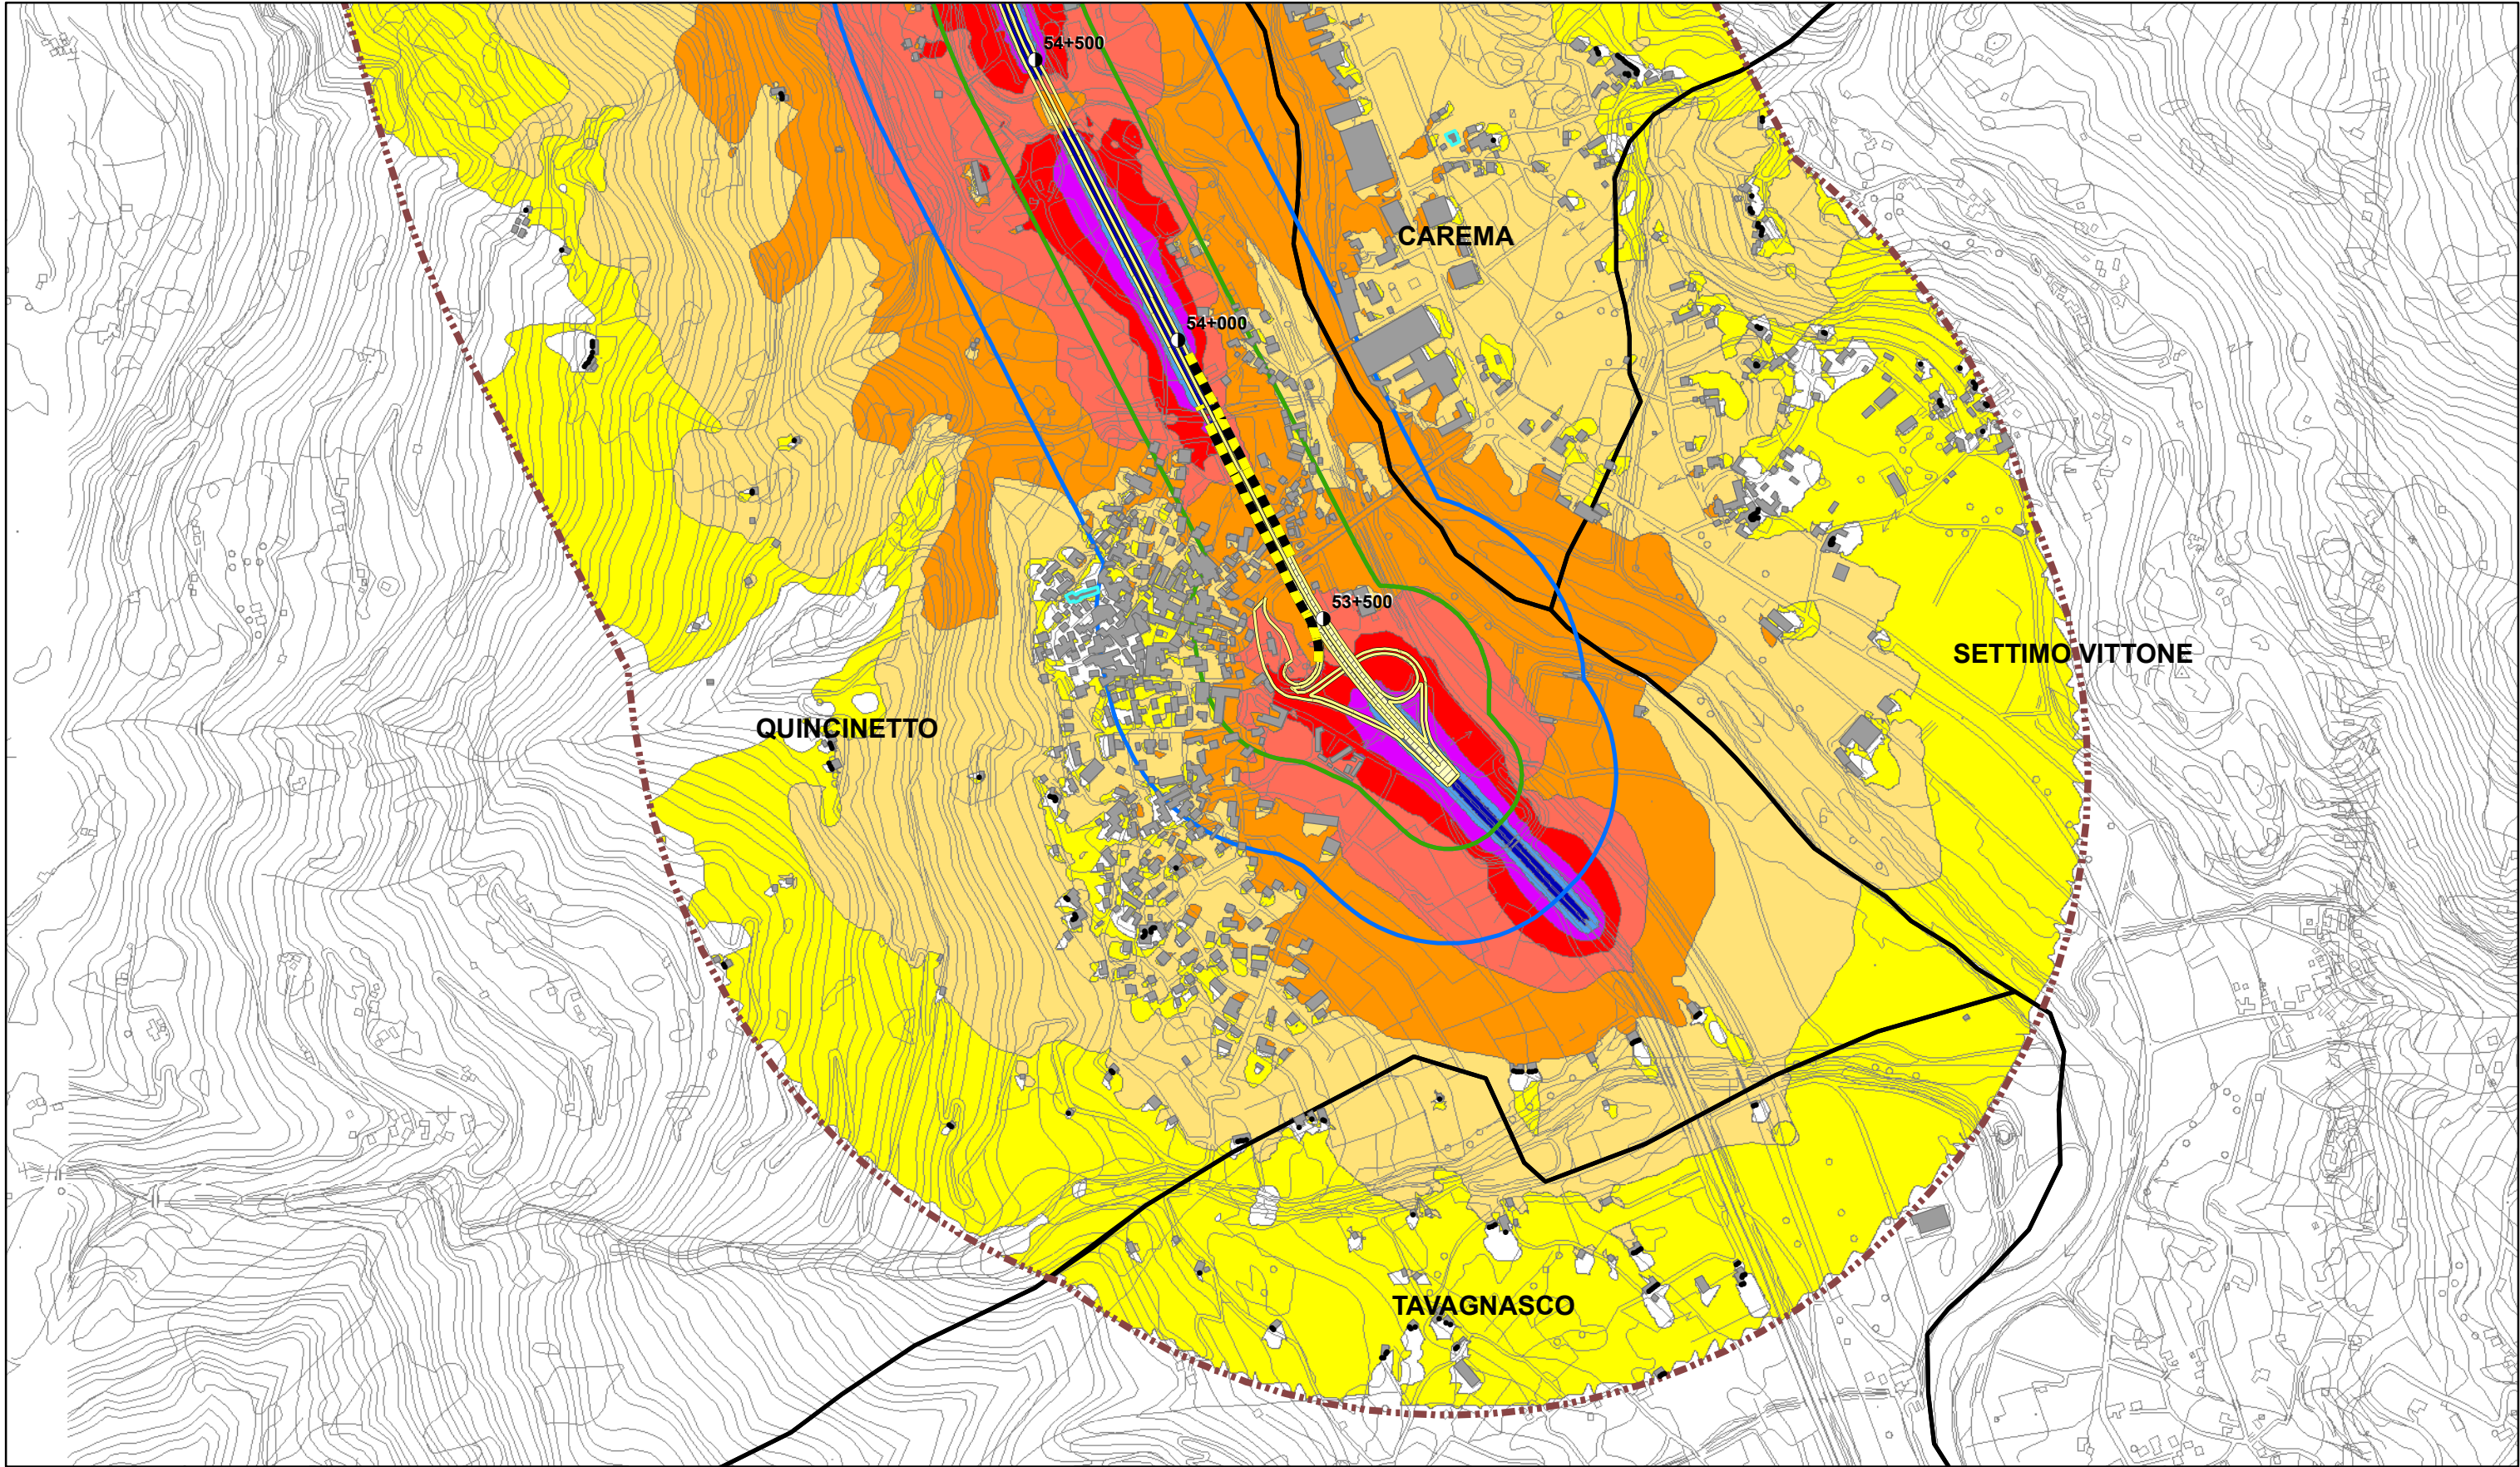 54+500
CAREMA
54+000
53+500
SETTIMO VITTONE
QUINCINETTO
TAVAGNASCO